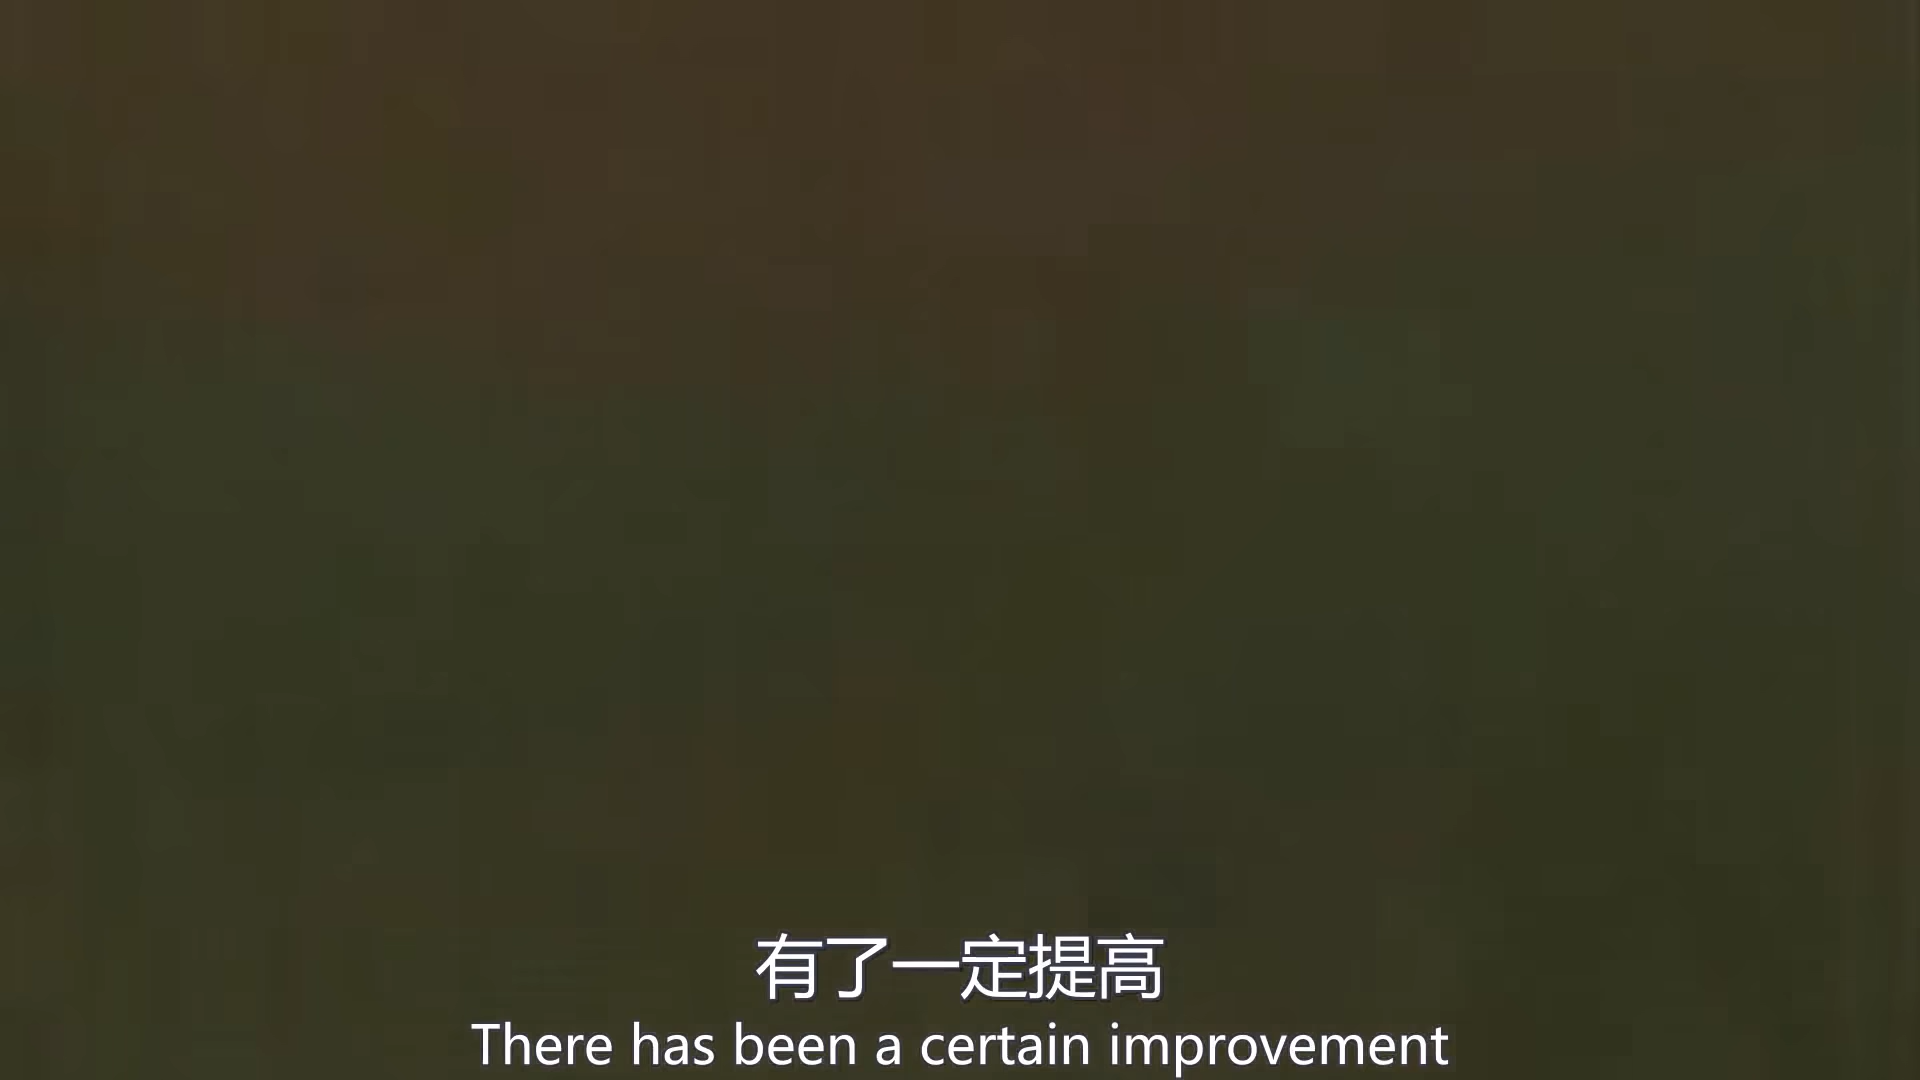 有了一定提高
There has been a certain improvement